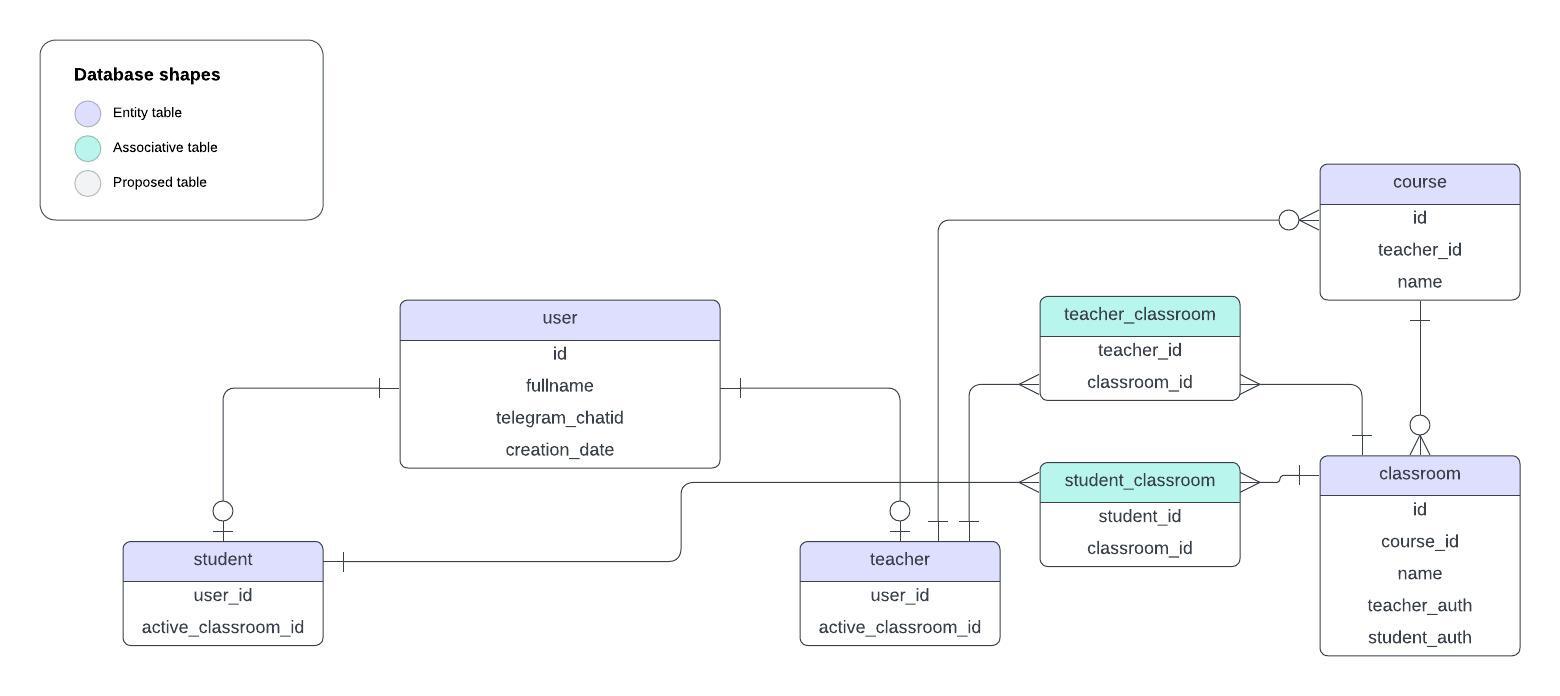 Database shapes
Entity table
Associative table
Proposed table
course
id
teacher_id
name
user
id
fullname
telegram_chatid
creation_date
teacher_classroom
teacher_id
classroom_id
student_classroom
student_id
classroom_id
classroom
id
course_id
name
teacher_auth
student_auth
student
user_id
active_classroom_id
teacher
user_id
active_classroom_id